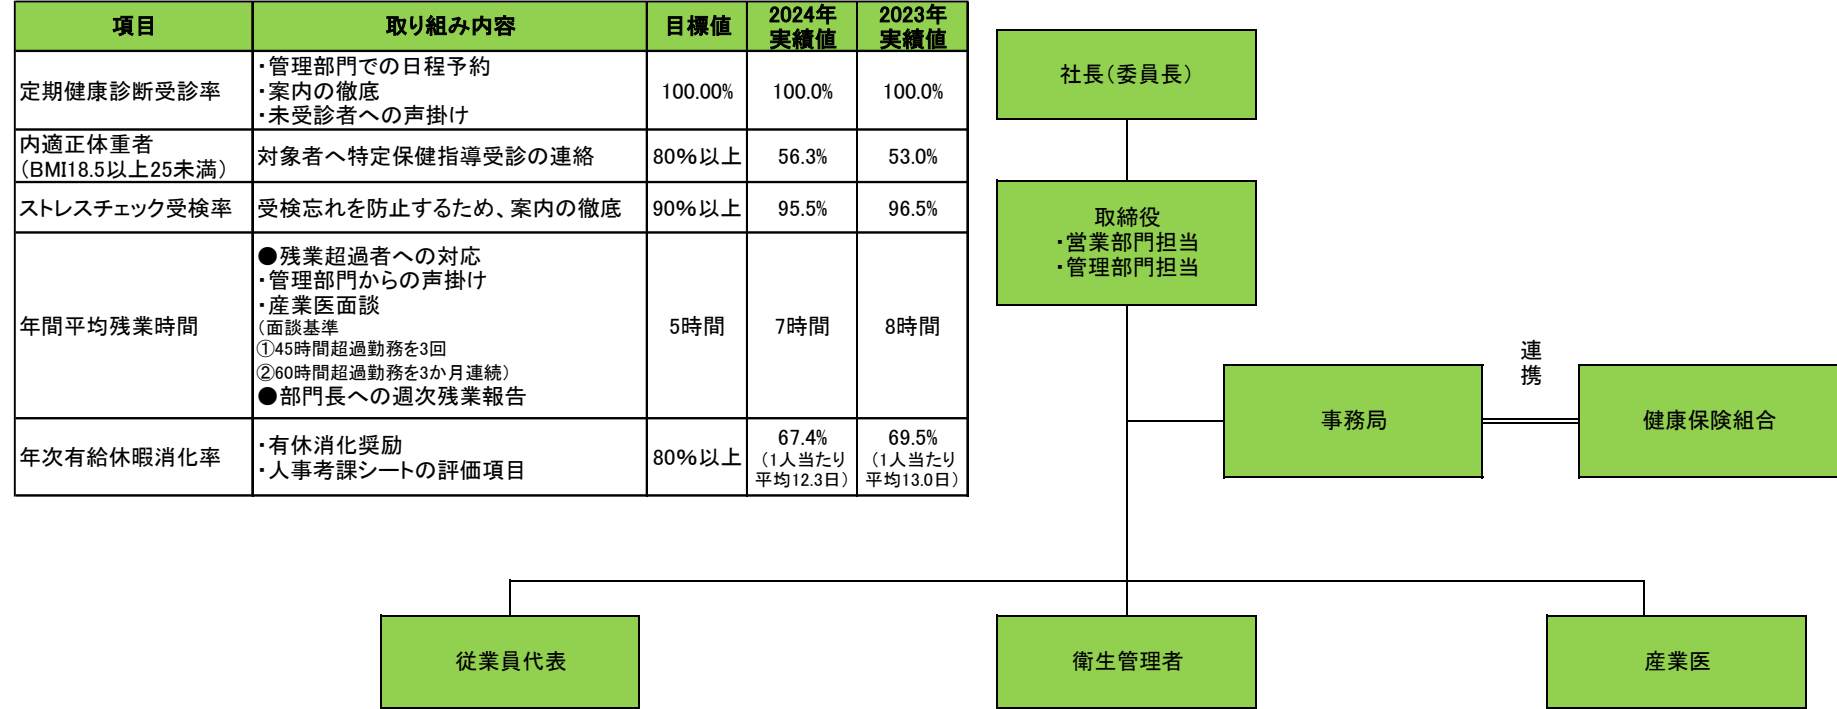 項目
取り組み内容
目標値
2024年
実績値
2023年
実績値
定期健康診断受診率
・管理部門での日程予約
・案内の徹底
・未受診者への声掛け
100.00%
100.0%
100.0%
内適正体重者
（BMI18.5以上25未満）
対象者へ特定保健指導受診の連絡
80％以上
56.3%
53.0%
ストレスチェック受検率
受検忘れを防止するため、案内の徹底
90％以上
95.5%
96.5%
年間平均残業時間
●残業超過者への対応
・管理部門からの声掛け
・産業医面談
（面談基準
①45時間超過勤務を3回
②60時間超過勤務を3か月連続）
●部門長への週次残業報告
5時間
7時間
8時間
年次有給休暇消化率
・有休消化奨励
・人事考課シートの評価項目
80％以上
67.4%
（1人当たり
平均12.3日）
69.5%
（1人当たり
平均13.0日）
社長（委員長）
取締役
・営業部門担当
・管理部門担当
連
携
事務局
健康保険組合
従業員代表
衛生管理者
産業医